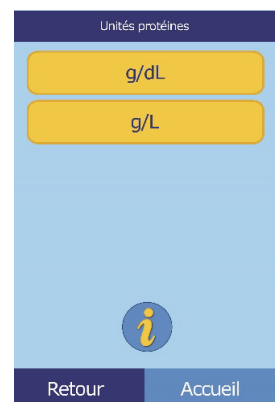 Unités protéines
g/dL
g/L
i
Retour
Accueil